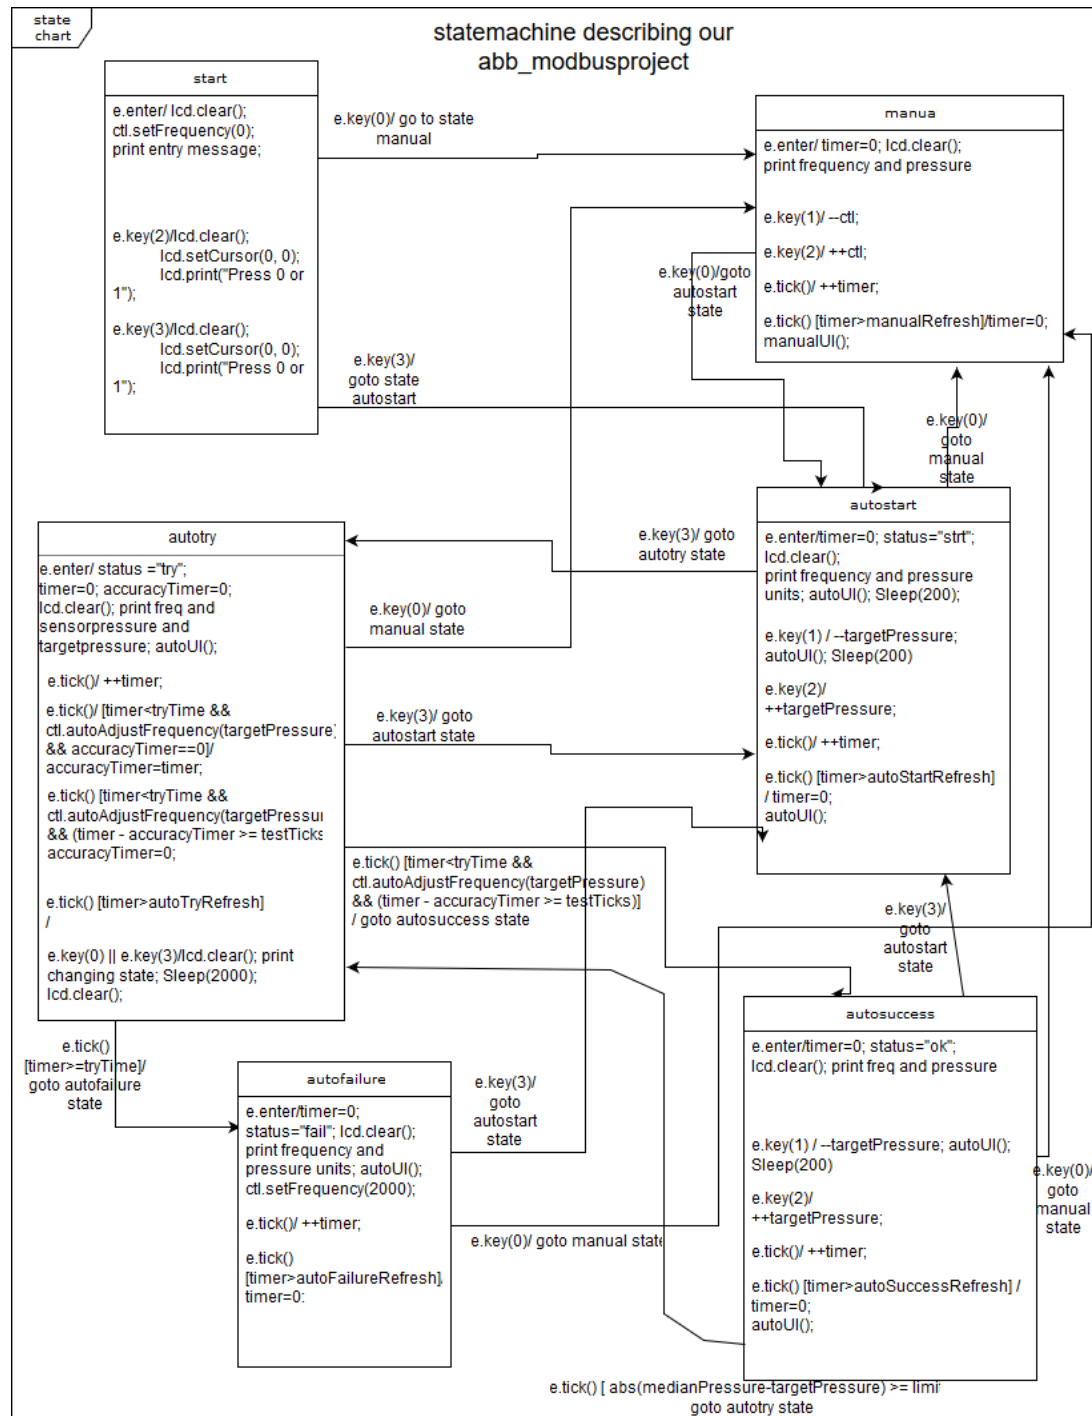 state
chart
statemachine describing our
abb_modbusproject
start
e.enter/ lcd.clear();
ctl.setFrequency(0);
print entry message;
e.key(2)/lcd.clear();
lcd.setCursor(0, 0);
lcd.print("Press 0 or
1");
e.key(3)/lcd.clear();
lcd.setCursor(0, 0);
lcd.print("Press 0 or
1");
e.key(0)/ go to state
manual
manua
e.enter/ timer=0; lcd.clear();
print frequency and pressure
e.key(1)/ --ctl;
e.key(2)/ ++ctl;
e.tick()/ ++timer;
e.tick() [timer>manualRefresh]/timer=0;
manualUI();
e.key(0)/goto
autostart
state
e.key(3)/
goto state
autostart
e.key(0)/
goto
manual
state
autostart
e.enter/timer=0; status="strt";
lcd.clear();
print frequency and pressure
units; autoUI(); Sleep(200);
e.key(1) / --targetPressure;
autoUI(); Sleep(200)
e.key(2)/
++targetPressure;
e.tick()/ ++timer;
e.tick() [timer>autoStartRefresh]
/ timer=0;
autoUI();
e.key(3)/ goto
autotry state
autotry
e.enter/ status ="try";
timer=0; accuracyTimer=0;
lcd.clear(); print freq and
sensorpressure and
targetpressure; autoUI();
e.tick()/ ++timer;
e.tick()/ [timer<tryTime &&
ctl.autoAdjustFrequency(targetPressure)
&& accuracyTimer==0]/
accuracyTimer=timer;
e.tick() [timer<tryTime &&
ctl.autoAdjustFrequency(targetPressu
&& (timer - accuracyTimer >= testTicks
accuracyTimer=0;
e.tick() [timer>autoTryRefresh]
/
e.key(0) || e.key(3)/lcd.clear(); print
changing state; Sleep(2000);
lcd.clear();
e.key(0)/ goto
manual state
e.key(3)/ goto
autostart state
e.tick() [timer<tryTime &&
ctl.autoAdjustFrequency(targetPressure)
&& (timer - accuracyTimer >= testTicks)]
/ goto autosuccess state
e.key(3)/
goto
autostart
state
autosuccess
e.enter/timer=0; status="ok";
lcd.clear(); print freq and pressure
e.key(1) / --targetPressure; autoUI();
Sleep(200)
e.key(2)/
++targetPressure;
e.tick()/ ++timer;
e.tick() [timer>autoSuccessRefresh] /
timer=0;
autoUI();
e.key(0)/
goto
manual
state
e.tick()
[timer>=tryTime]/
goto autofailure
state
autofailure
e.enter/timer=0;
status="fail"; lcd.clear();
print frequency and
pressure units; autoUI();
ctl.setFrequency(2000);
e.tick()/ ++timer;
e.tick()
[timer>autoFailureRefresh]/
timer=0:
e.key(3)/
goto
autostart
state
e.key(0)/ goto manual state
e.tick() [ abs(medianPressure-targetPressure) >= limit
goto autotry state